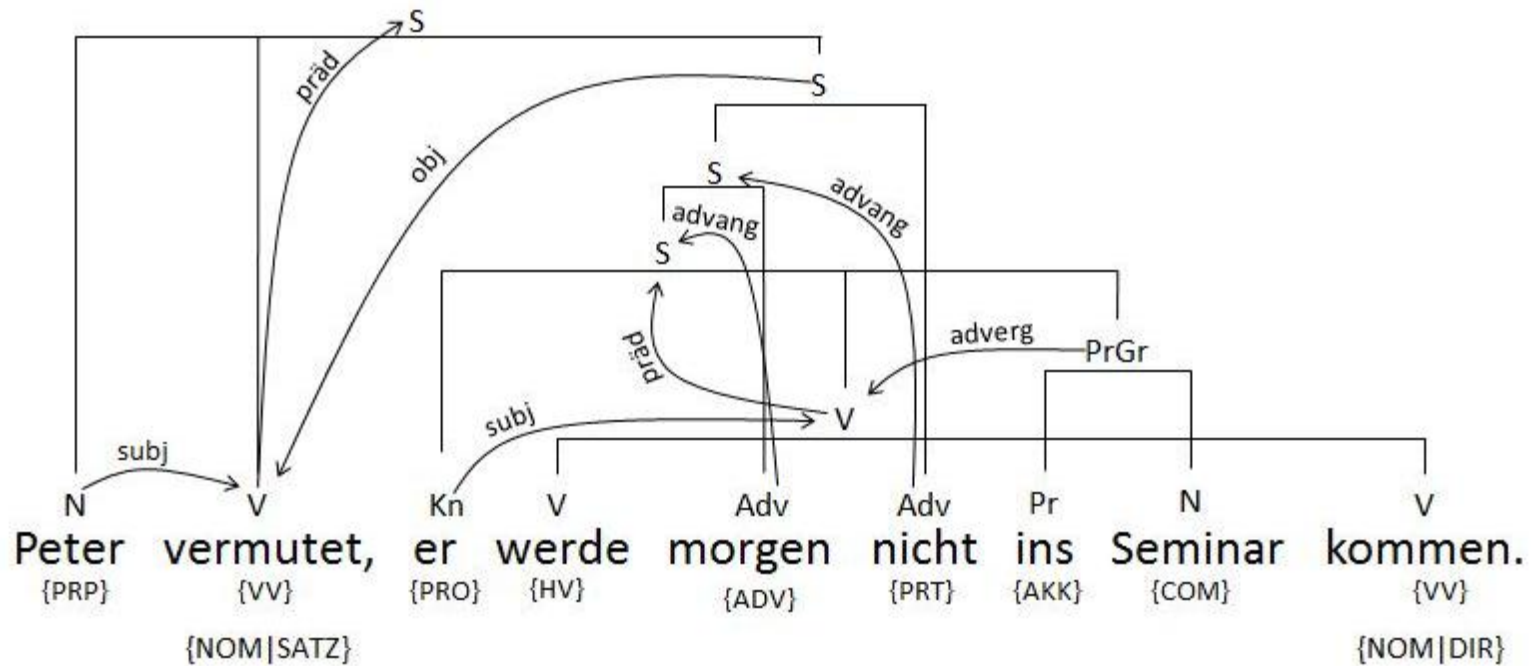 S
präd
S
obj
S
advang
advang
S
präd
adverg
PrGr
subj
V
subj
N V Kn V Adv Adv Pr N V
Peter vermutet, er werde morgen nicht ins Seminar kommen.
{PRP} {VV} {PRO} {HV} {ADV} {PRT} {AKK} {COM} {VV}
{NOM|SATZ} {NOM|DIR}